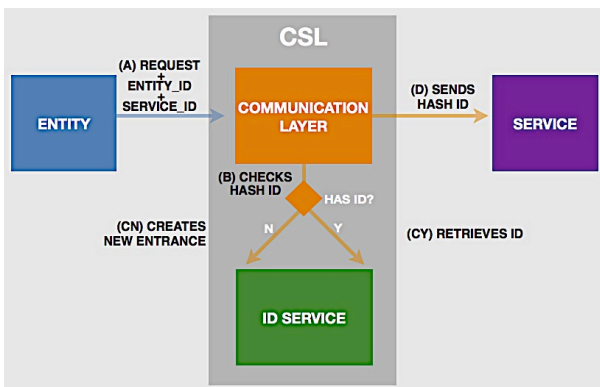 CSL
(A) REQUEST
+
ENTITY_ID
+
SERVICE_ID
ENTITY
COMMUNICATION
LAYER
(D) SENDS
HASH ID
SERVICE
(B) CHECKS
HASH ID
HAS ID?
(CN) CREATES
NEW ENTRANCE
N
Y
(CY) RETRIEVES ID
ID SERVICE